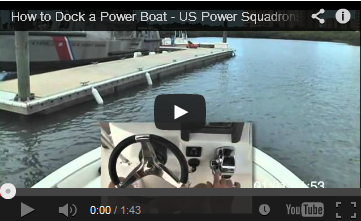 How to Dock a Power Boat - US Power Squadron
0:00 / 1:43
YouTube